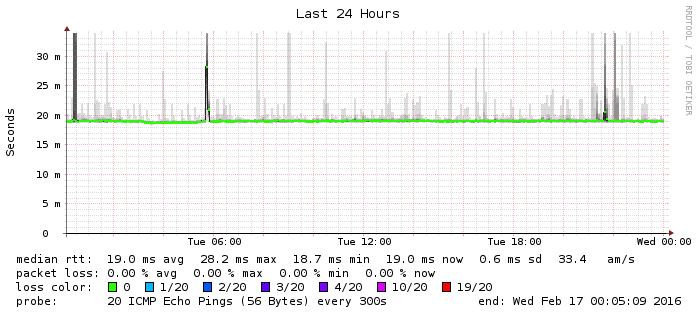 Last 24 Hours
RRDTOOL / TOBI OETIKER
Seconds
30 m
25 m
20 m
15 m
10 m
5 m
0
Tue 06:00 Tue 12:00 Tue 18:00 Wed 00:00
median rtt: 19.0 ms avg 28.2 ms max 18.7 ms min 19.0 ms now 0.6 ms sd 33.4 am/s
packet loss: 0.00 % avg 0.00 % max 0.00 % min 0.00 % now
loss color: 0 1/20 2/20 3/20 4/20 10/20 19/20
probe: 20 ICMP Echo Pings (56 Bytes) every 300s end: Wed Feb 17 00:05:09 2016